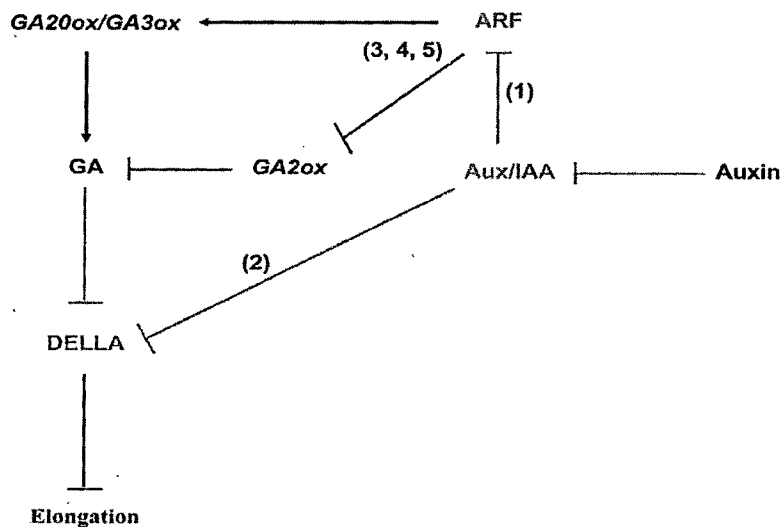 GA20ox/GA3ox ARF
(3, 4, 5)
(1)
GA GA2ox Aux/IAA Auxin
(2)
DELLA
Elongation